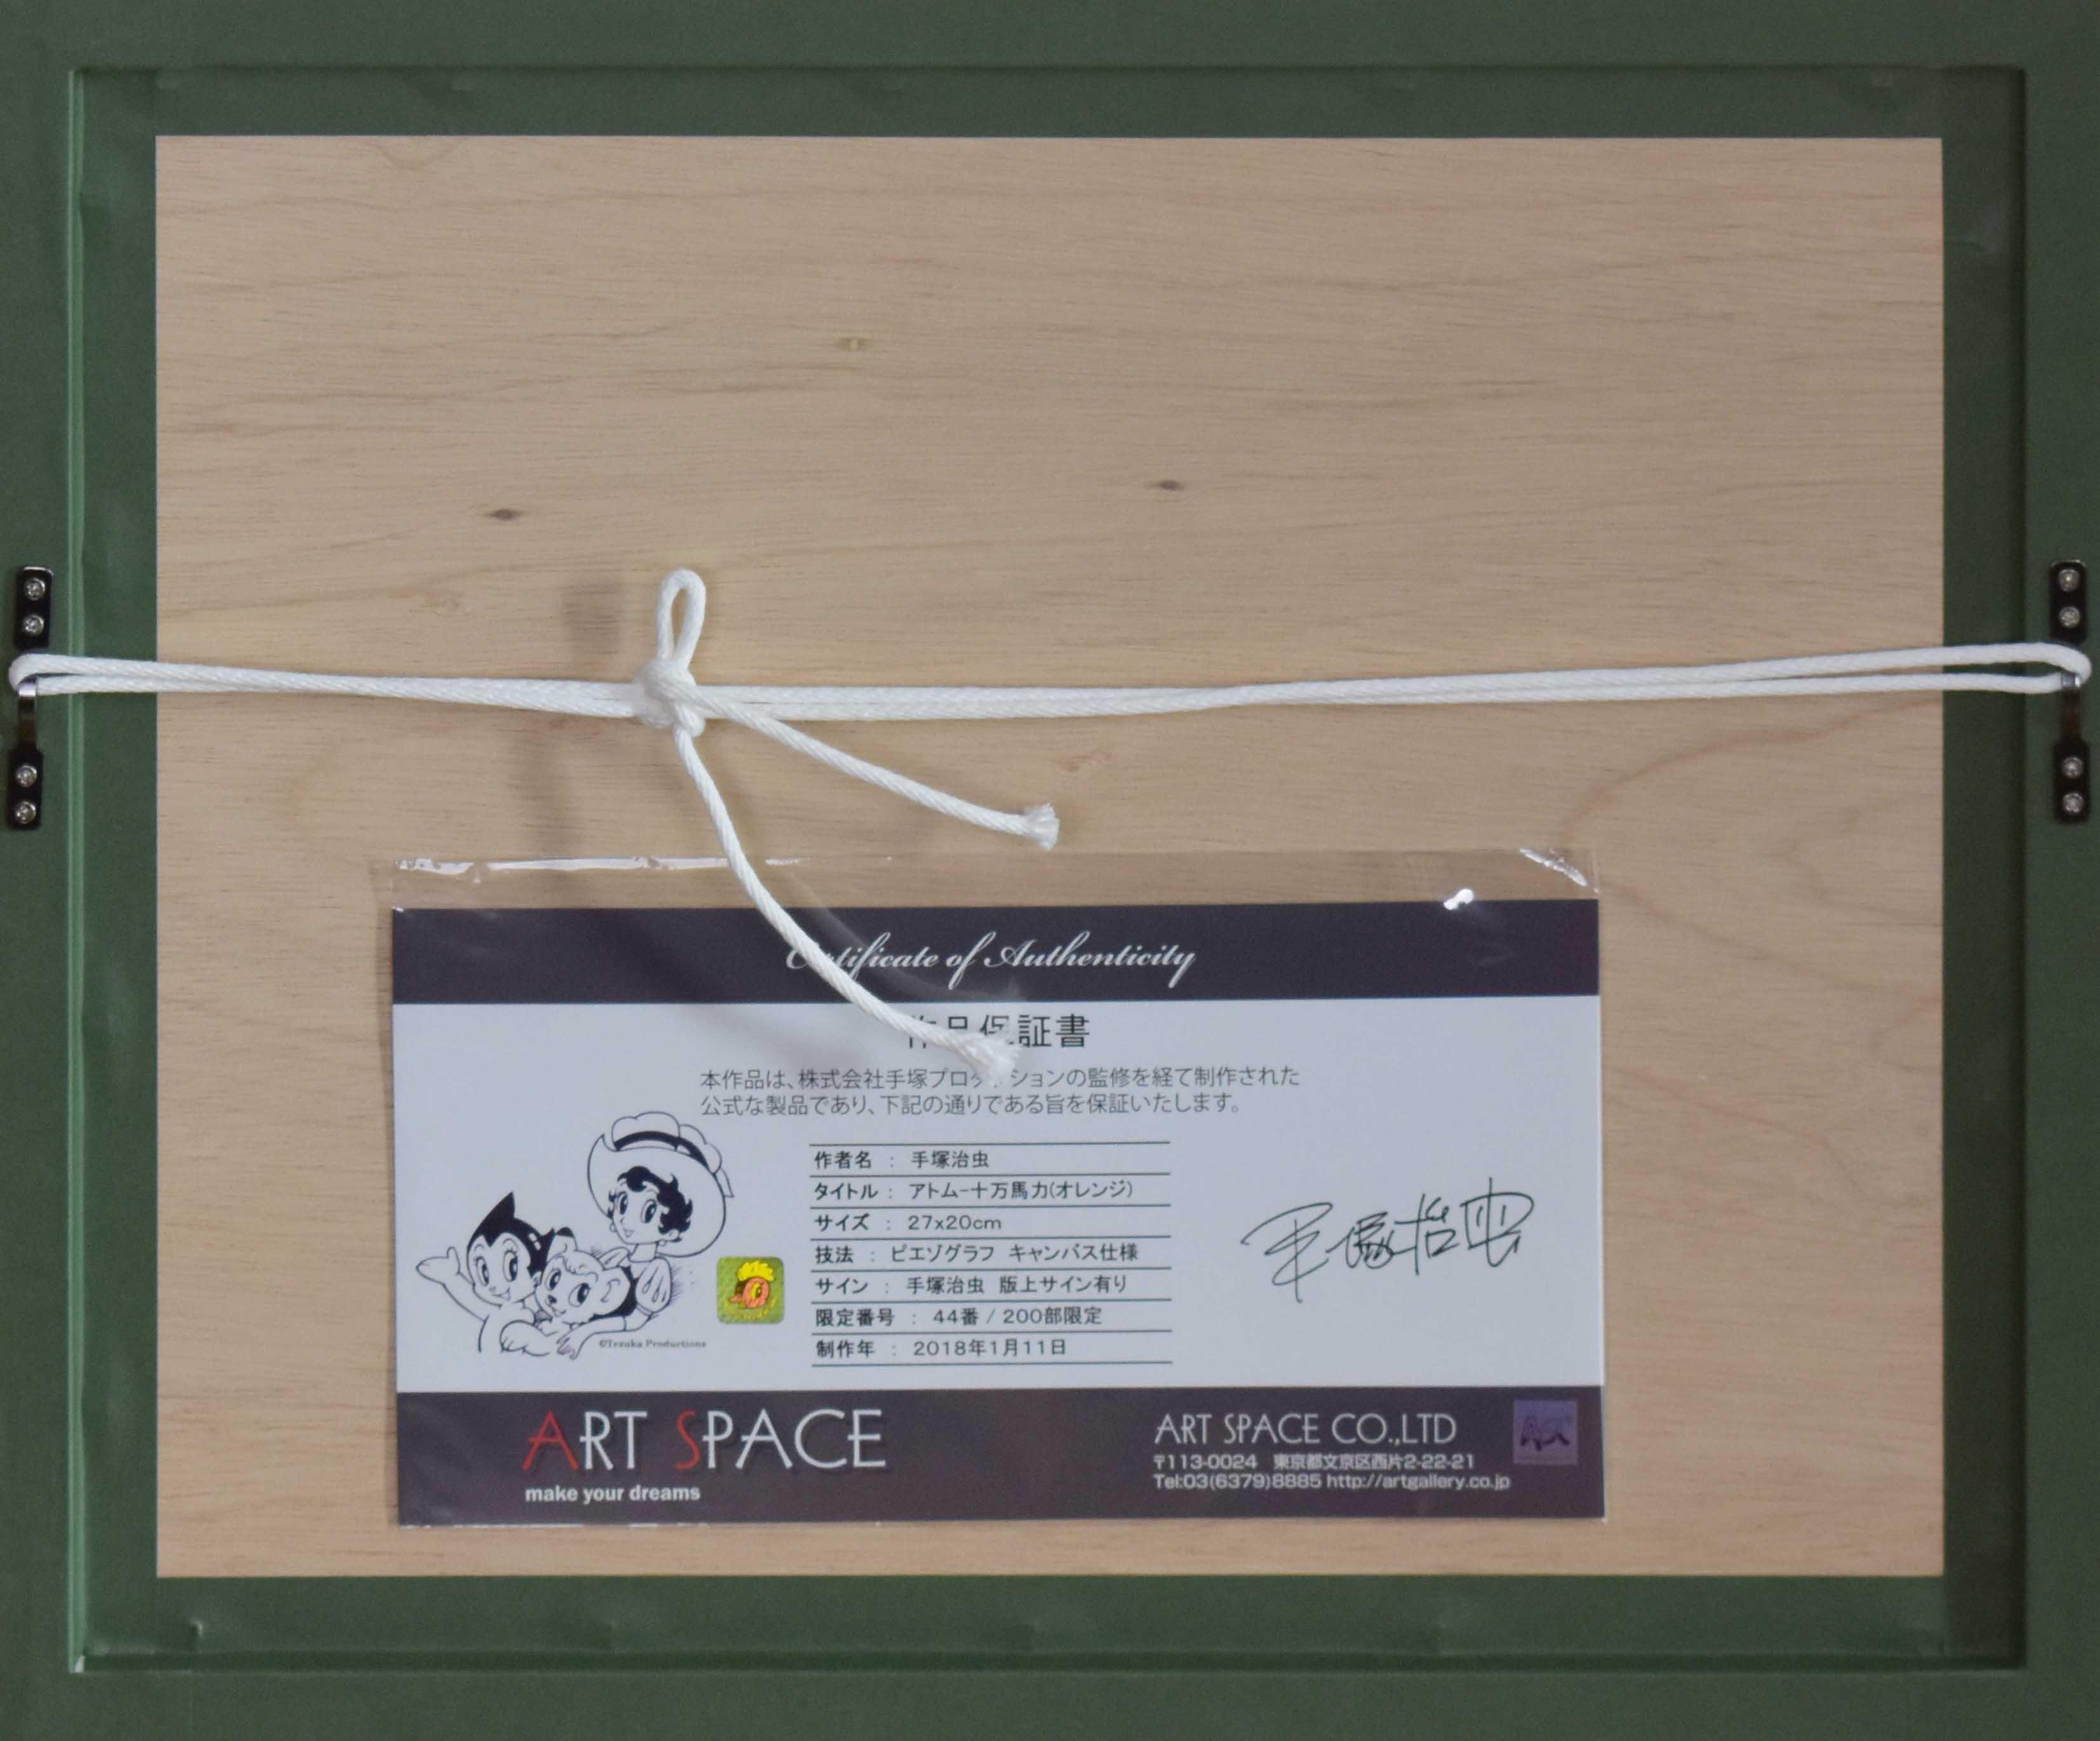 Certificate of Authenticity
作品保証書
本作品は、株式会社手塚プロダクションの監修を経て制作された
公式な製品であり、下記の通りである旨を保証いたします。
作者名 : 手塚治虫
タイトル : アトム-十万馬力(オレンジ)
サイズ : 27x20cm
技法 : ピエゾグラフ キャンバス仕様
サイン : 手塚治虫 版上サイン有り
限定番号 : 44番 / 200部限定
制作年 : 2018年1月11日
手塚治虫
©Tezuka Productions
ART SPACE
make your dreams
ART SPACE CO.,LTD
〒113-0024 東京都文京区西片2-22-21
Tel:03(6379)8885 http://artgallery.co.jp